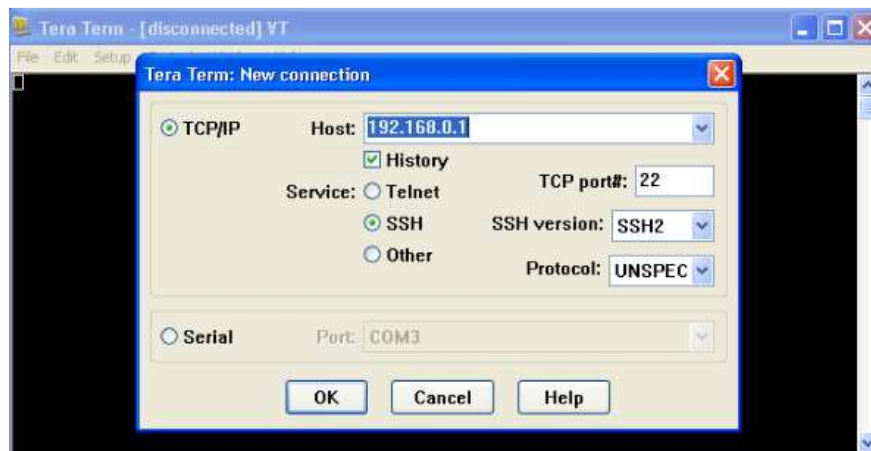 Tera Term - [disconnected] VT
File Edit Setup
Tera Term: New connection
TCP/IP Host: 192.168.0.1
History
TCP port#: 22
Service: Telnet
SSH SSH version: SSH2
Other
Protocol: UNSPEC
Serial Port: COM3
OK Cancel Help